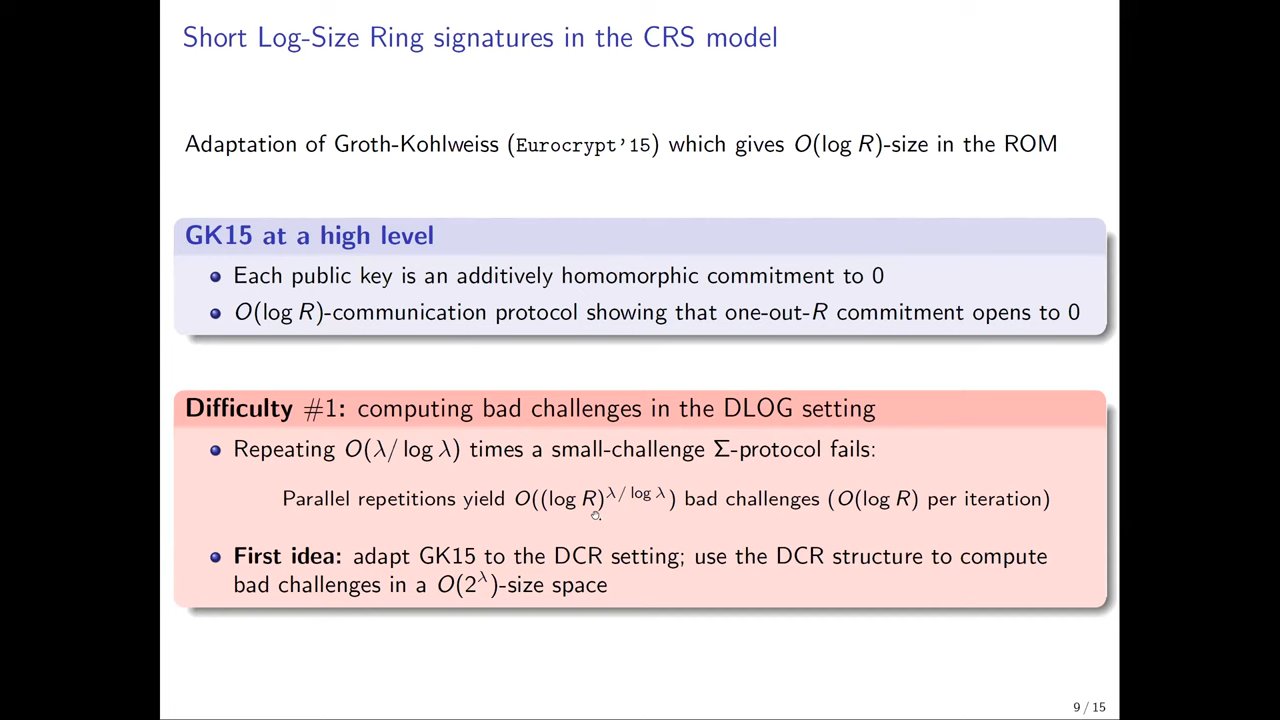 Short Log-Size Ring signatures in the CRS model
Adaptation of Groth-Kohlweiss (Eurocrypt'15) which gives O(log R)-size in the ROM
GK15 at a high level
Each public key is an additively homomorphic commitment to 0
O(log R)-communication protocol showing that one-out-R commitment opens to 0
Difficulty #1: computing bad challenges in the DLOG setting
Repeating O(λ/ log λ) times a small-challenge Σ-protocol fails:
Parallel repetitions yield O((log R)^{λ/ log λ}) bad challenges (O(log R) per iteration)
First idea: adapt GK15 to the DCR setting; use the DCR structure to compute
bad challenges in a O(2^λ)-size space
9 / 15